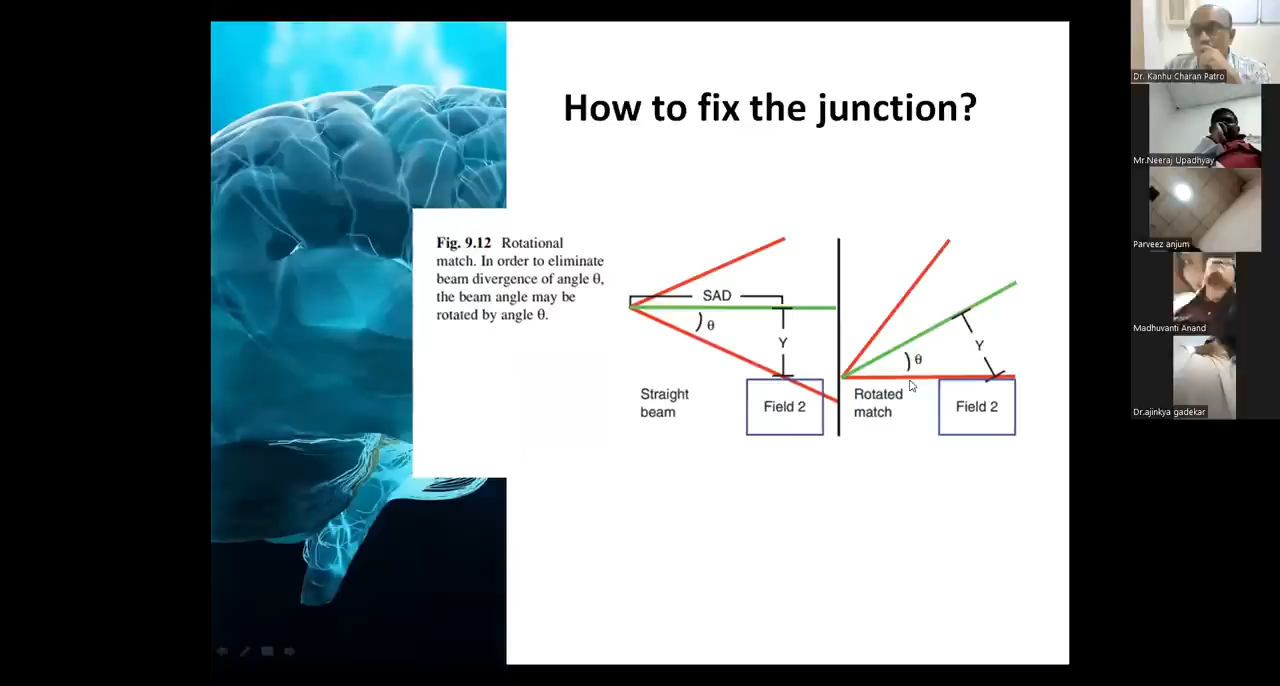 How to fix the junction?
Fig. 9.12 Rotational
match. In order to eliminate
beam divergence of angle θ,
the beam angle may be
rotated by angle θ.
SAD
θ
Y
Straight
beam
Field 2
θ
Y
Rotated
match
Field 2
Dr. Kanhu Charan Patro
Mr.Neeraj Upadhyay
Parveez anjum
Madhuvanti Anand
Dr.ajinkya gadekar